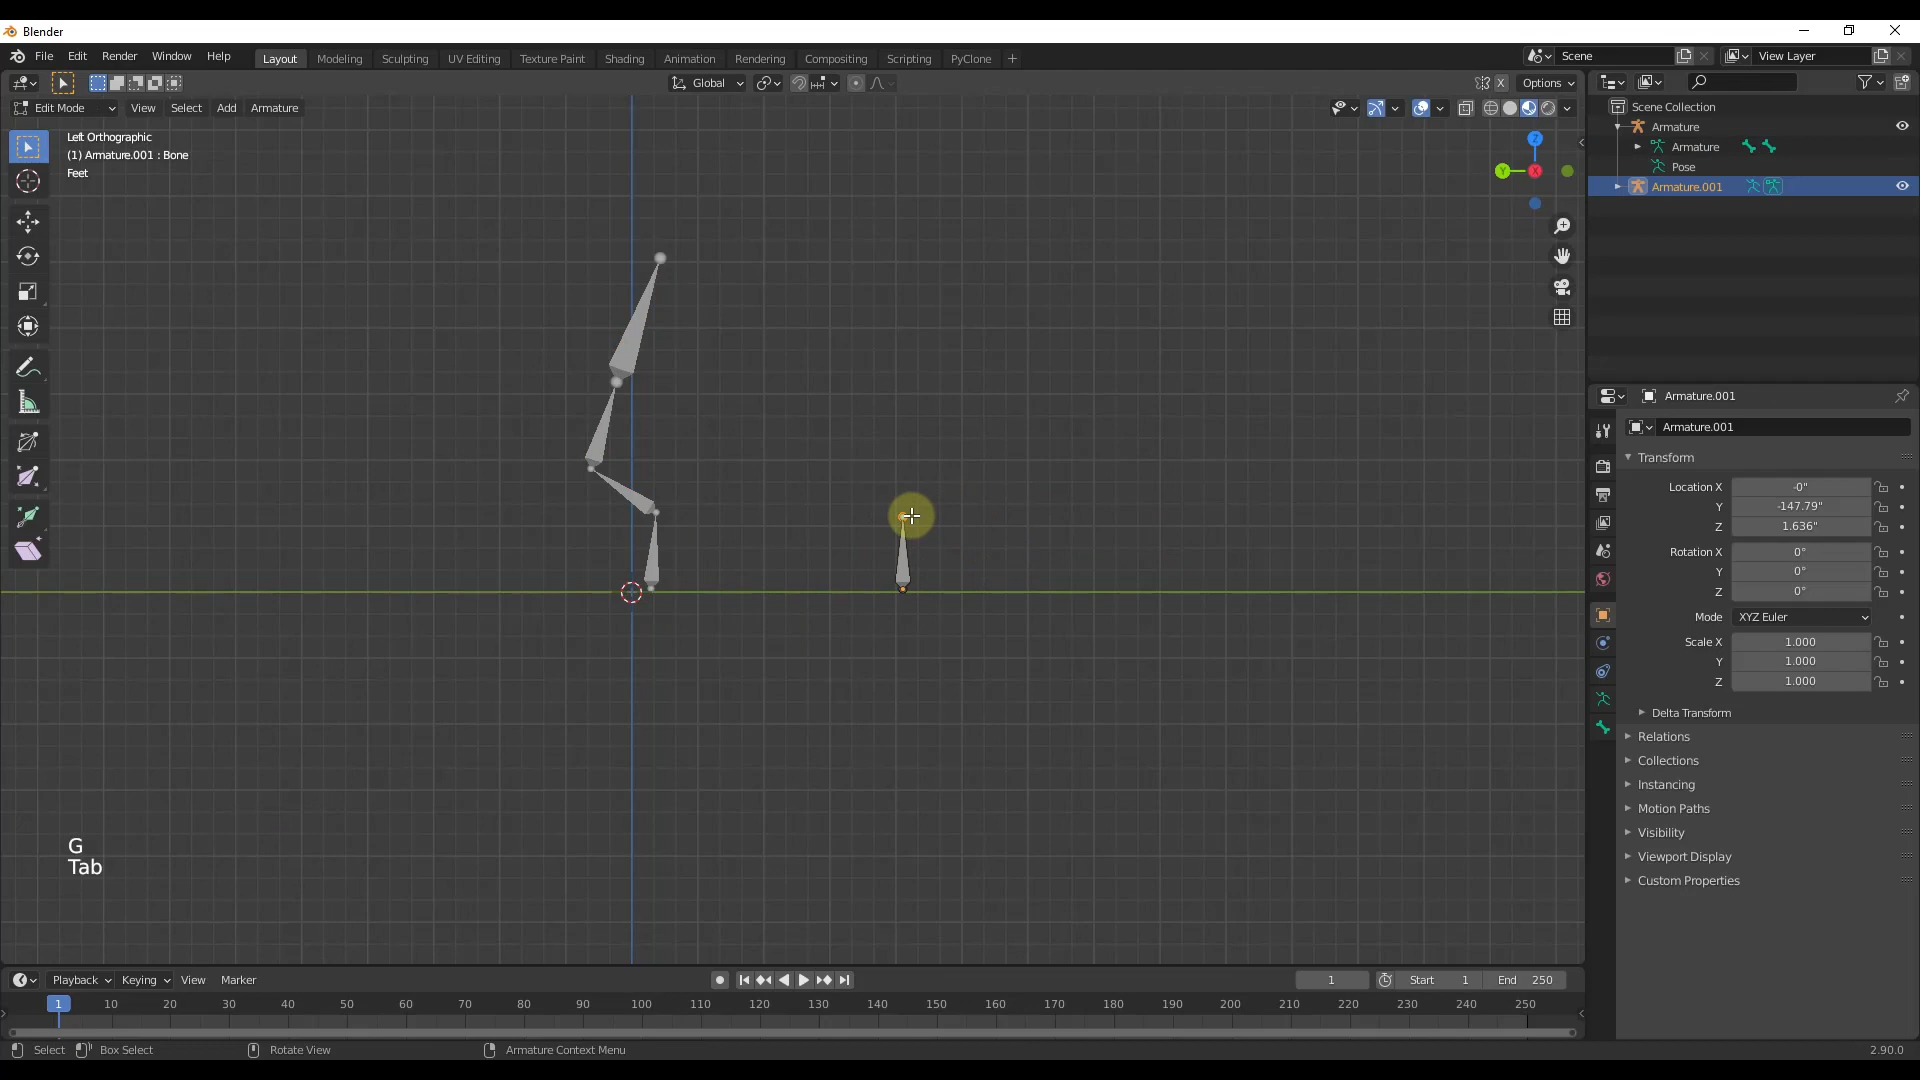 Blender
File Edit Render Window Help Layout Modeling Sculpting UV Editing Texture Paint Shading Animation Rendering Compositing Scripting PyClone + Scene View Layer
Global X Options
Edit Mode View Select Add Armature
Left Orthographic
(1) Armature.001 : Bone
Feet
Z
Y
X
Scene Collection
Armature
Armature
Pose
Armature.001
Armature.001
Armature.001
Transform
Location X -0"
Y -147.79"
Z 1.636"
Rotation X 0°
Y 0°
Z 0°
Mode XYZ Euler
Scale X 1.000
Y 1.000
Z 1.000
Delta Transform
Relations
Collections
Instancing
Motion Paths
Visibility
Viewport Display
Custom Properties
G
Tab
Playback Keying View Marker 1 Start 1 End 250
1 10 20 30 40 50 60 70 80 90 100 110 120 130 140 150 160 170 180 190 200 210 220 230 240 250
Select Box Select Rotate View Armature Context Menu 2.90.0